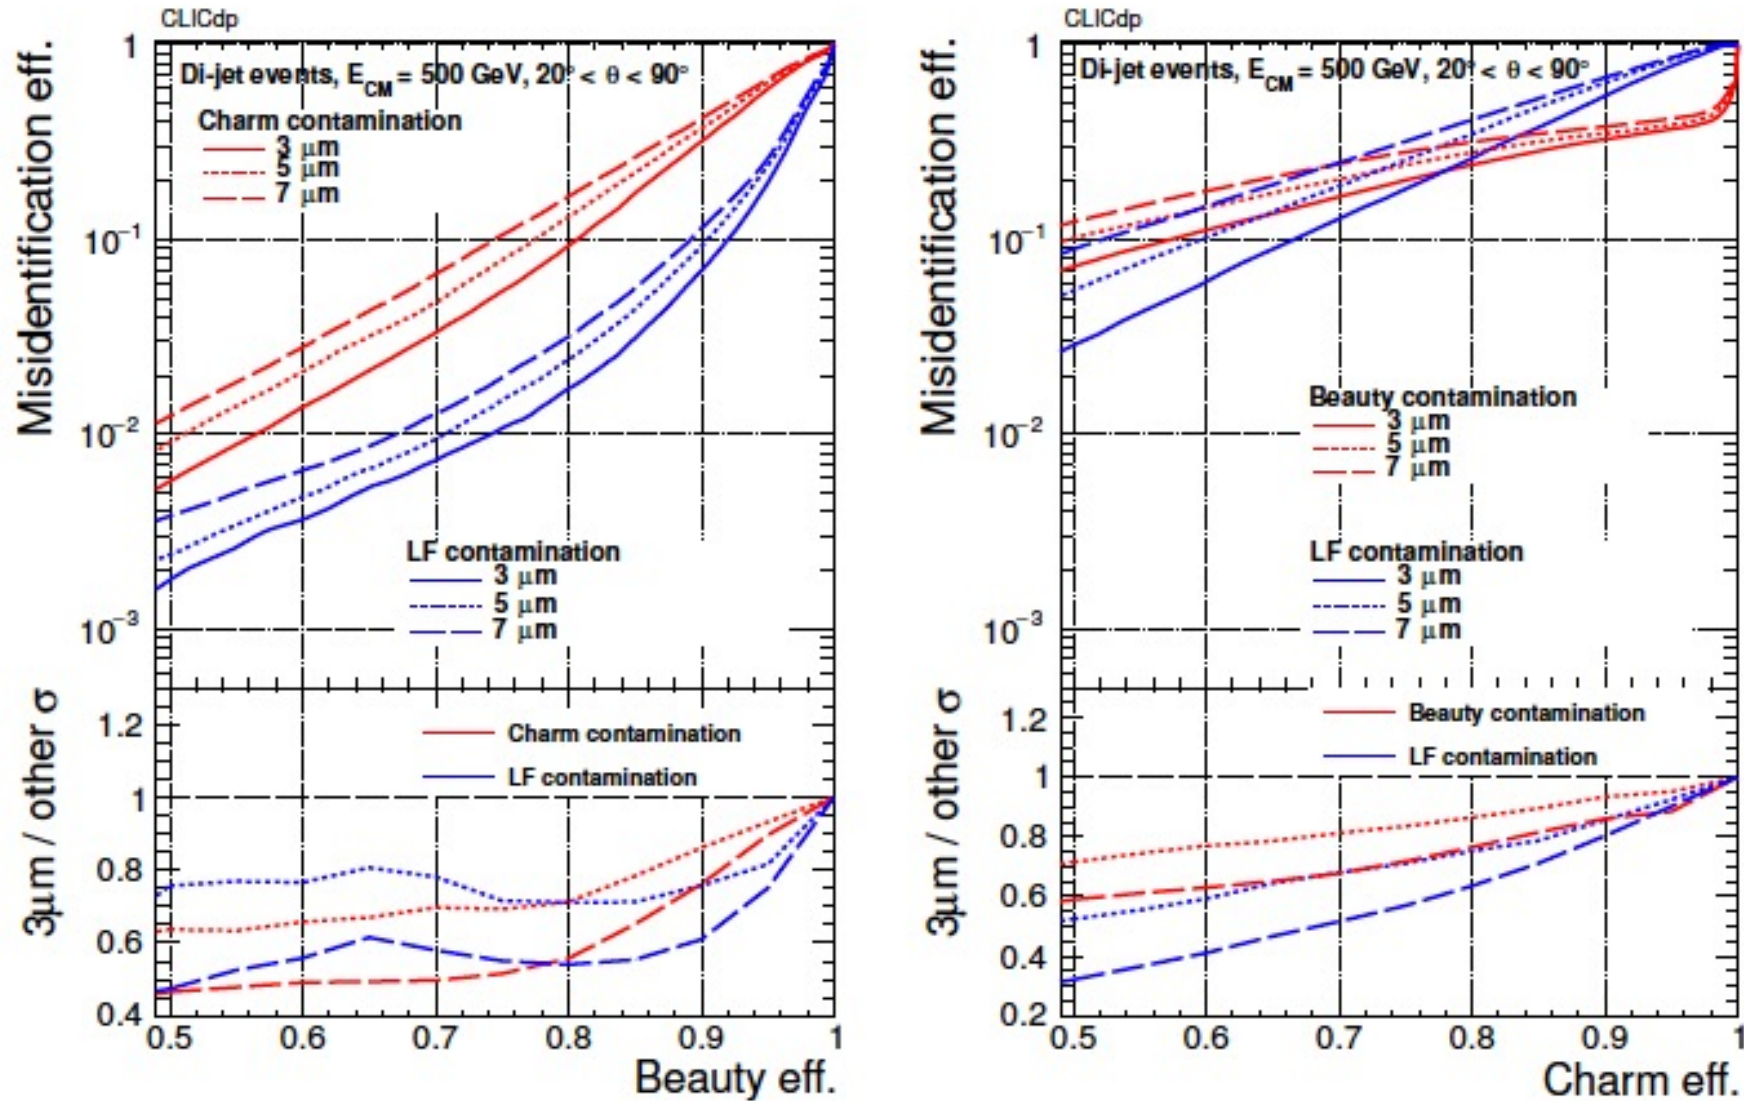 CLICdp
Misidentification eff.
1
10⁻¹
10⁻²
10⁻³
Di-jet events, E_CM = 500 GeV, 20° < θ < 90°
Charm contamination
3 μm
5 μm
7 μm
LF contamination
3 μm
5 μm
7 μm
3μm / other σ
1.2
1
0.8
0.6
0.4
Charm contamination
LF contamination
0.5 0.6 0.7 0.8 0.9 1
Beauty eff.
CLICdp
Misidentification eff.
1
10⁻¹
10⁻²
10⁻³
Di-jet events, E_CM = 500 GeV, 20° < θ < 90°
Beauty contamination
3 μm
5 μm
7 μm
LF contamination
3 μm
5 μm
7 μm
3μm / other σ
1.2
1
0.8
0.6
0.4
0.2
Beauty contamination
LF contamination
0.5 0.6 0.7 0.8 0.9 1
Charm eff.